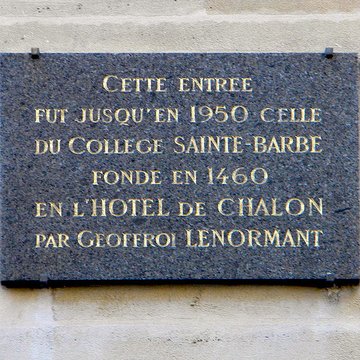 CETTE ENTREE
FUT JUSQU'EN 1950 CELLE
DU COLLEGE SAINTE-BARBE
FONDE EN 1460
EN L'HOTEL DE CHALON
PAR GEOFFROI LENORMANT